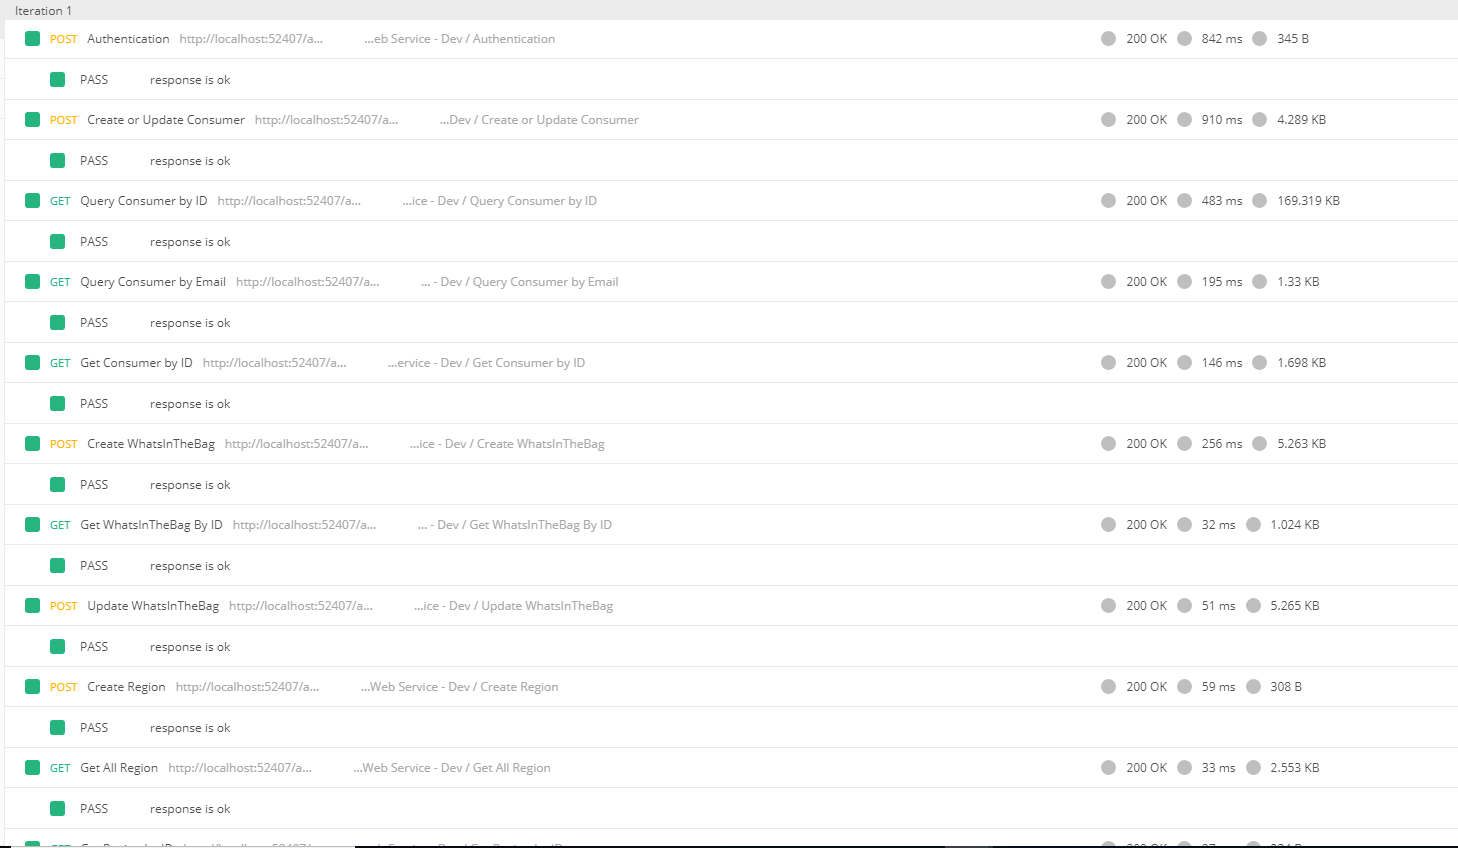 Iteration 1
POST Authentication http://localhost:52407/a... ...eb Service - Dev / Authentication 200 OK 842 ms 345 B
PASS response is ok
POST Create or Update Consumer http://localhost:52407/a... ...Dev / Create or Update Consumer 200 OK 910 ms 4.289 KB
PASS response is ok
GET Query Consumer by ID http://localhost:52407/a... ...ice - Dev / Query Consumer by ID 200 OK 483 ms 169.319 KB
PASS response is ok
GET Query Consumer by Email http://localhost:52407/a... ... - Dev / Query Consumer by Email 200 OK 195 ms 1.33 KB
PASS response is ok
GET Get Consumer by ID http://localhost:52407/a... ...ervice - Dev / Get Consumer by ID 200 OK 146 ms 1.698 KB
PASS response is ok
POST Create WhatsInTheBag http://localhost:52407/a... ...ice - Dev / Create WhatsInTheBag 200 OK 256 ms 5.263 KB
PASS response is ok
GET Get WhatsInTheBag By ID http://localhost:52407/a... ... - Dev / Get WhatsInTheBag By ID 200 OK 32 ms 1.024 KB
PASS response is ok
POST Update WhatsInTheBag http://localhost:52407/a... ...ice - Dev / Update WhatsInTheBag 200 OK 51 ms 5.265 KB
PASS response is ok
POST Create Region http://localhost:52407/a... ...Web Service - Dev / Create Region 200 OK 59 ms 308 B
PASS response is ok
GET Get All Region http://localhost:52407/a... ...Web Service - Dev / Get All Region 200 OK 33 ms 2.553 KB
PASS response is ok